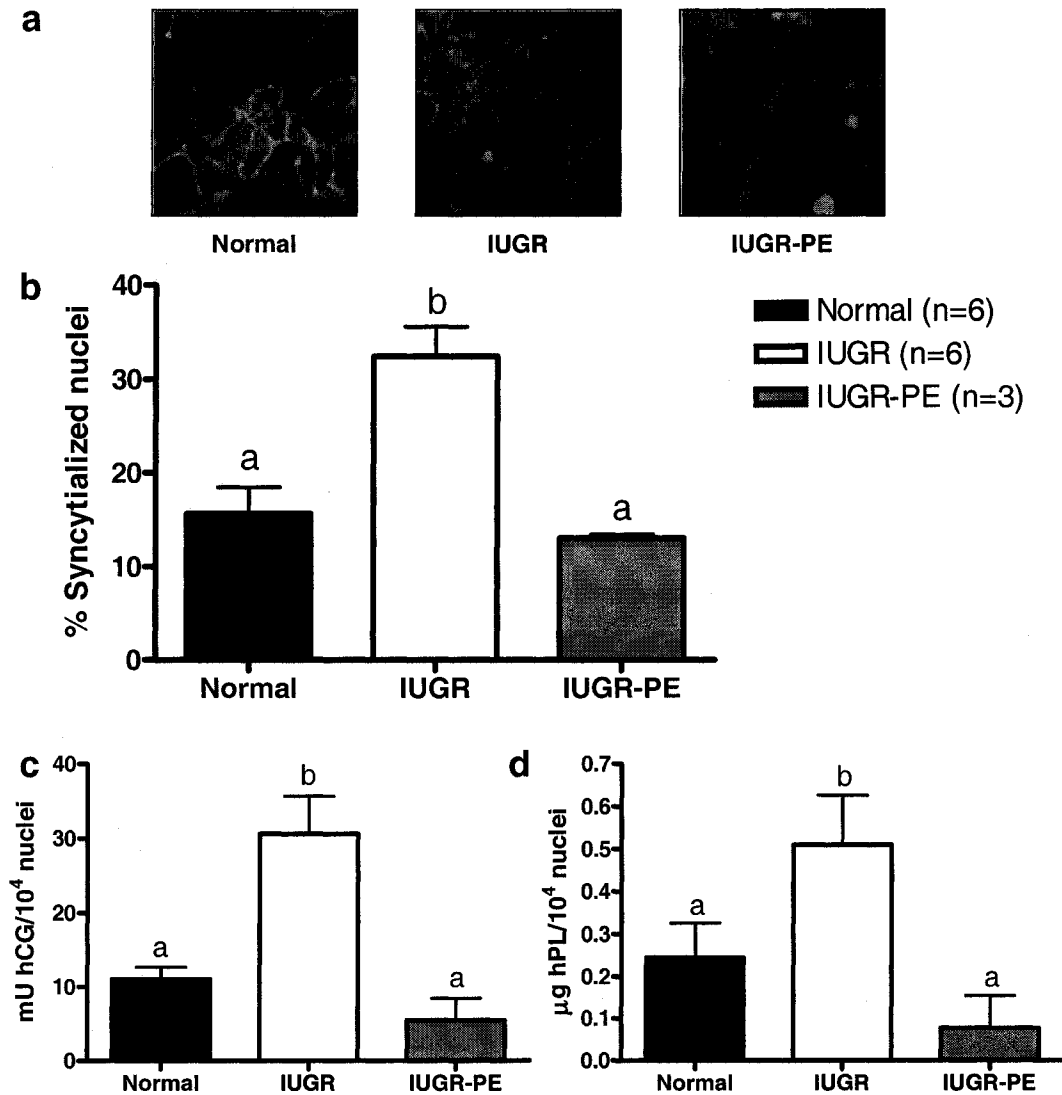 a
Normal IUGR IUGR-PE
b
% Syncytialized nuclei
40
30
20
10
0
a b a
Normal IUGR IUGR-PE
Normal (n=6)
IUGR (n=6)
IUGR-PE (n=3)
c
mU hCG/10⁴ nuclei
40
30
20
10
0
a b a
Normal IUGR IUGR-PE
d
µg hPL/10⁴ nuclei
0.7
0.6
0.5
0.4
0.3
0.2
0.1
0.0
a b a
Normal IUGR IUGR-PE